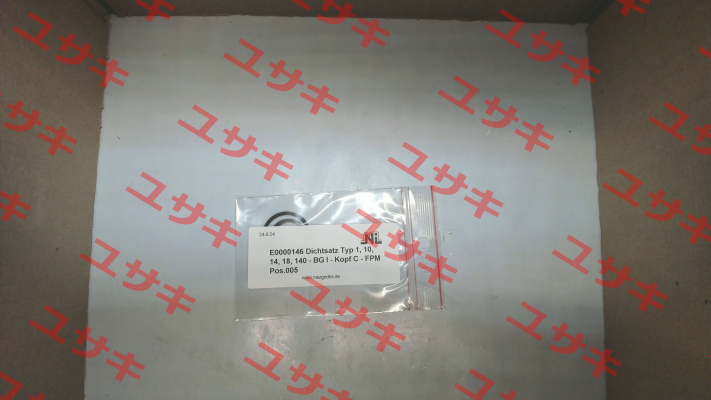 ユサキ
24.6.24
E0000146 Dichtsatz Typ 1, 10,
14, 18, 140 - BG I - Kopf C - FPM
Pos.005